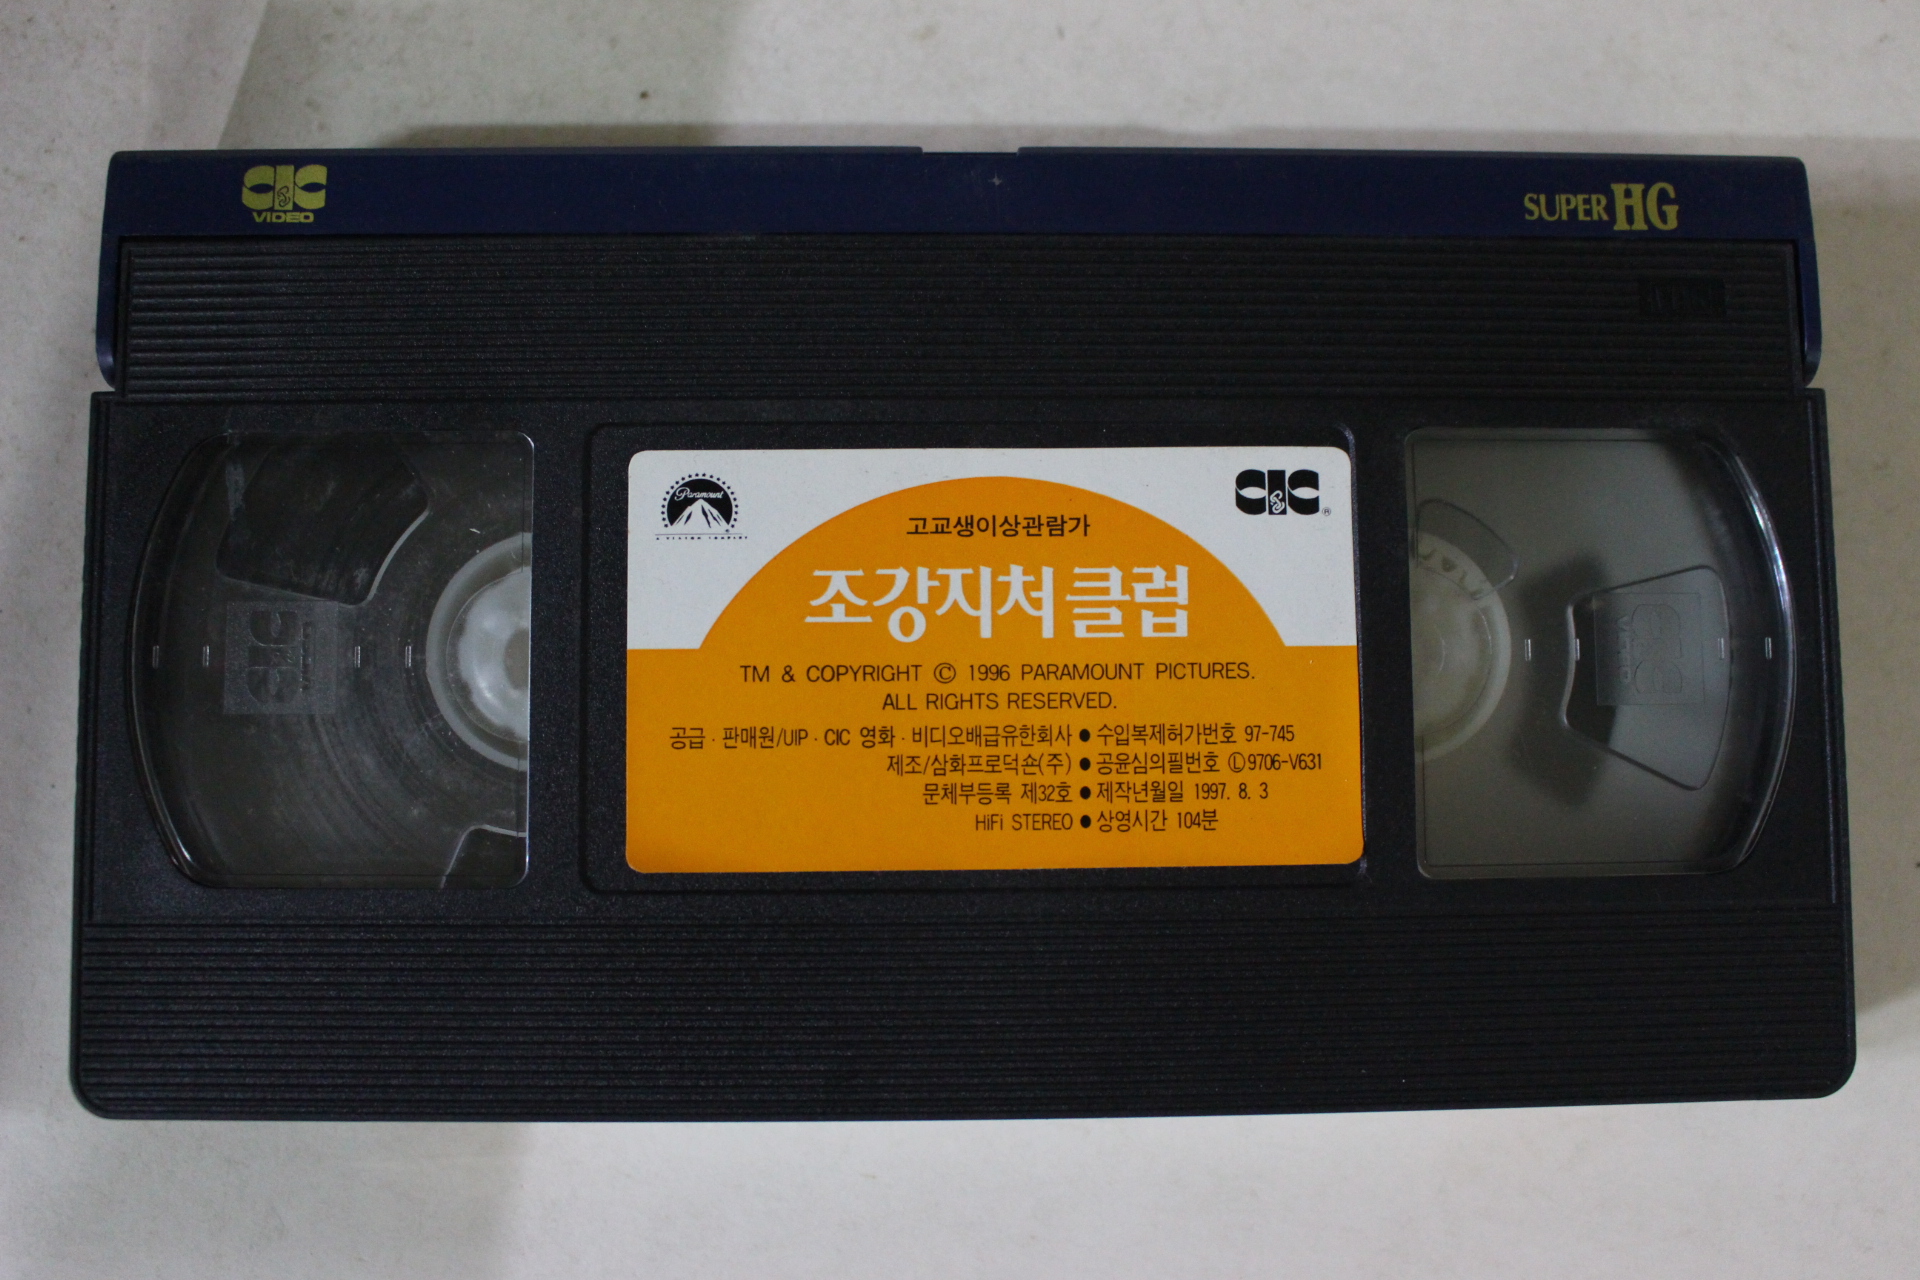 CIC
VIDEO
SUPER HG
Paramount
CIC ®
고교생이상관람가
조강지처 클럽
TM & COPYRIGHT © 1996 PARAMOUNT PICTURES.
ALL RIGHTS RESERVED.
공급 · 판매원/UIP · CIC 영화 · 비디오배급유한회사 ● 수입복제허가번호 97-745
제조/삼화프로덕숀(주) ● 공윤심의필번호 Ⓛ9706-V631
문체부등록 제32호 ● 제작년월일 1997. 8. 3
HiFi STEREO ● 상영시간 104분